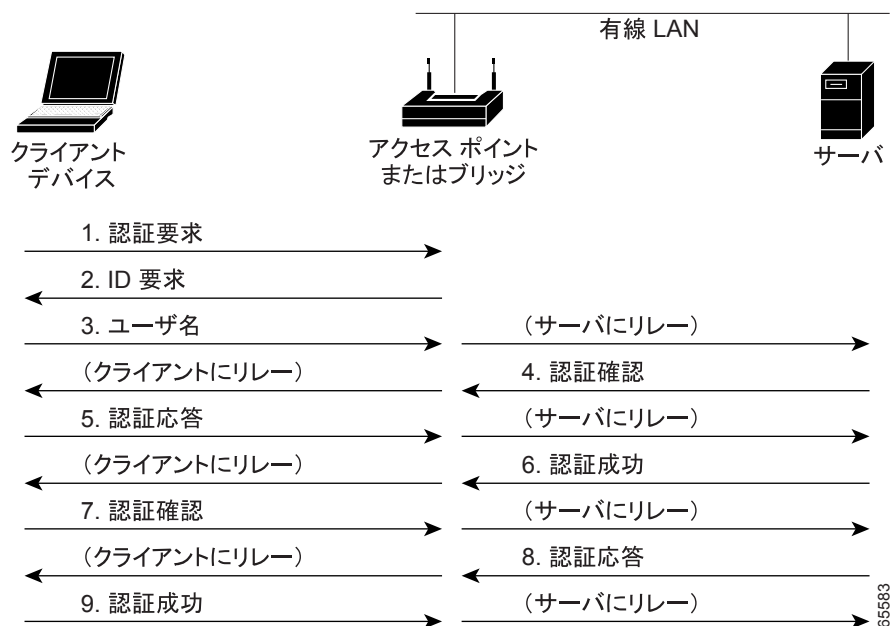 有線 LAN
クライアント
デバイス
アクセス ポイント
またはブリッジ
サーバ
1. 認証要求
2. ID 要求
3. ユーザ名
（サーバにリレー）
（クライアントにリレー）
4. 認証確認
5. 認証応答
（サーバにリレー）
（クライアントにリレー）
6. 認証成功
7. 認証確認
（サーバにリレー）
（クライアントにリレー）
8. 認証応答
9. 認証成功
（サーバにリレー）
65583